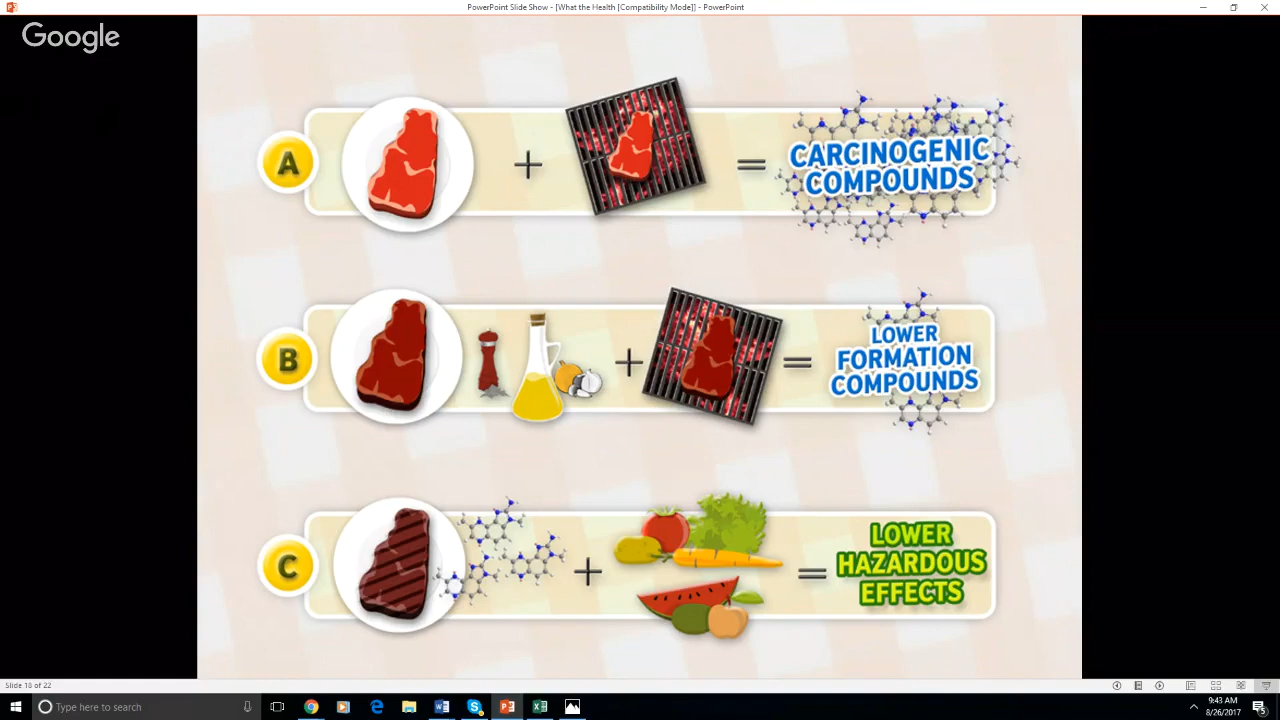 PowerPoint Slide Show - [What the Health [Compatibility Mode]] - PowerPoint
Google
A
+
=
CARCINOGENIC
COMPOUNDS
B
+
=
LOWER
FORMATION
COMPOUNDS
C
+
=
LOWER
HAZARDOUS
EFFECTS
Slide 18 of 22
Type here to search
9:43 AM
8/26/2017
5